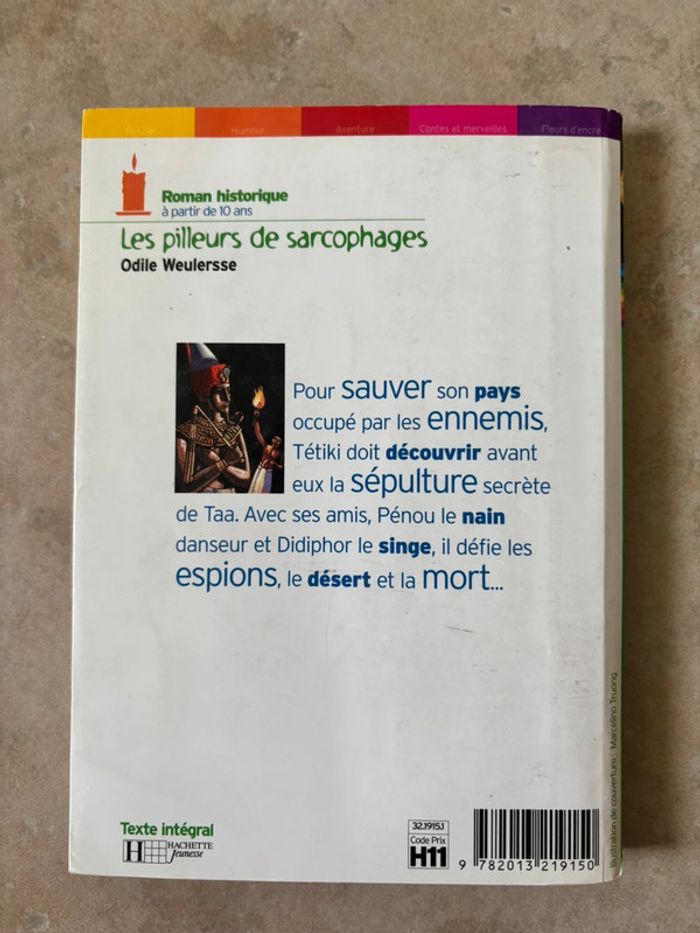 Policier
Humour
Aventure
Contes et merveilles
Fleurs d'encre
Roman historique
à partir de 10 ans
Les pilleurs de sarcophages
Odile Weulersse
Pour sauver son pays
occupé par les ennemis,
Tétiki doit découvrir avant
eux la sépulture secrète
de Taa. Avec ses amis, Pénou le nain
danseur et Didiphor le singe, il défie les
espions, le désert et la mort...
Illustration de couverture : Marcelino Truong
Texte intégral
H HACHETTE
Jeunesse
32.1915.1
Code Prix
H11
9 782013 219150